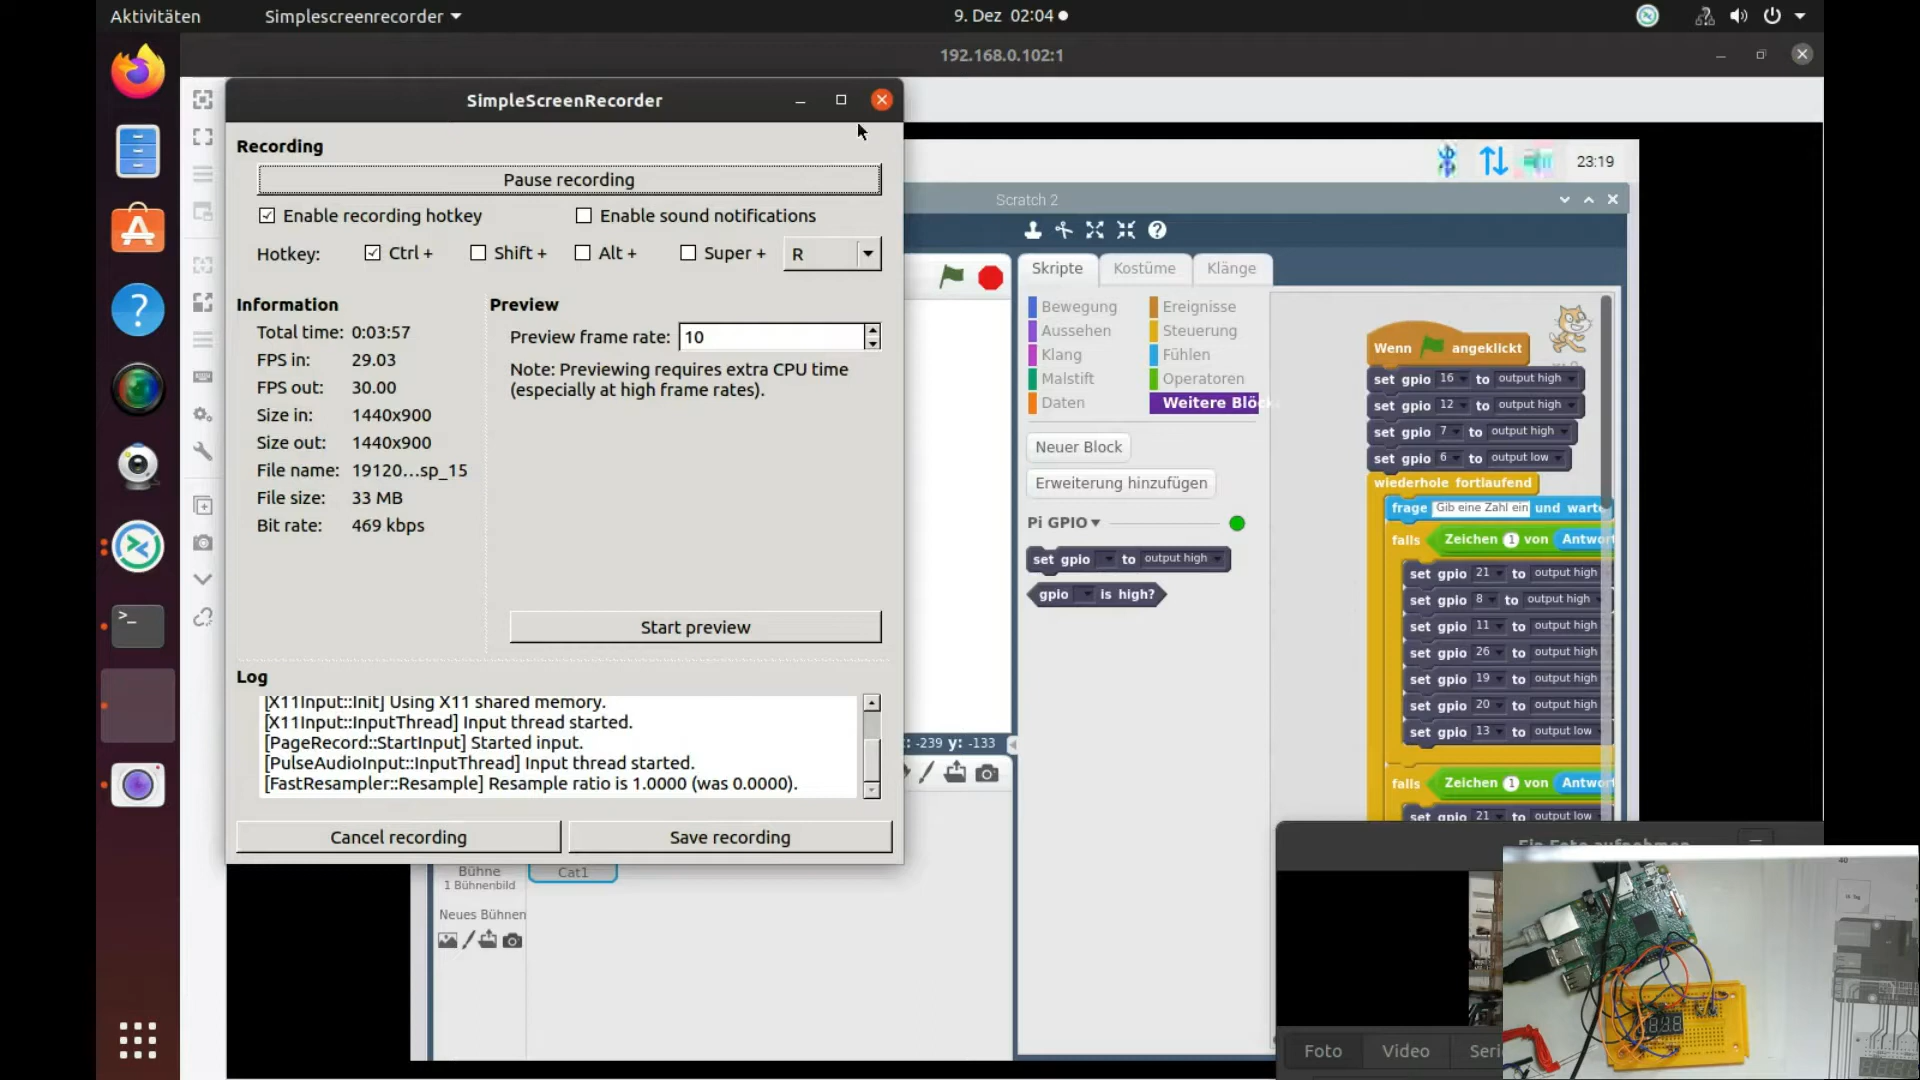 Aktivitäten
Simplescreenrecorder
9. Dez 02:04
192.168.0.102:1
SimpleScreenRecorder
Recording
Pause recording
Enable recording hotkey
Enable sound notifications
Hotkey:
Ctrl +
Shift +
Alt +
Super +
R
Information
Total time: 0:03:57
FPS in: 29.03
FPS out: 30.00
Size in: 1440x900
Size out: 1440x900
File name: 19120...sp_15
File size: 33 MB
Bit rate: 469 kbps
Preview
Preview frame rate: 10
Note: Previewing requires extra CPU time
(especially at high frame rates).
Start preview
Log
[X11Input::Init] Using X11 shared memory.
[X11Input::InputThread] Input thread started.
[PageRecord::StartInput] Started input.
[PulseAudioInput::InputThread] Input thread started.
[FastResampler::Resample] Resample ratio is 1.0000 (was 0.0000).
Cancel recording
Save recording
23:19
Scratch 2
Skripte
Kostüme
Klänge
Bewegung
Ereignisse
Aussehen
Steuerung
Klang
Fühlen
Malstift
Operatoren
Daten
Weitere Blöck
Neuer Block
Erweiterung hinzufügen
Pi GPIO
set gpio to output high
gpio is high?
Wenn angeklickt
set gpio 16 to output high
set gpio 12 to output high
set gpio 7 to output high
set gpio 6 to output low
wiederhole fortlaufend
frage Gib eine Zahl ein und warte
falls Zeichen 1 von Antwort
set gpio 21 to output high
set gpio 8 to output high
set gpio 11 to output high
set gpio 26 to output high
set gpio 19 to output high
set gpio 20 to output high
set gpio 13 to output low
falls Zeichen 1 von Antwort
set gpio 21 to output low
-239 y: -133
Bühne
1 Bühnenbild
Cat1
Neues Bühnen
Ein Foto aufnehmen
Foto
Video
Seri
40